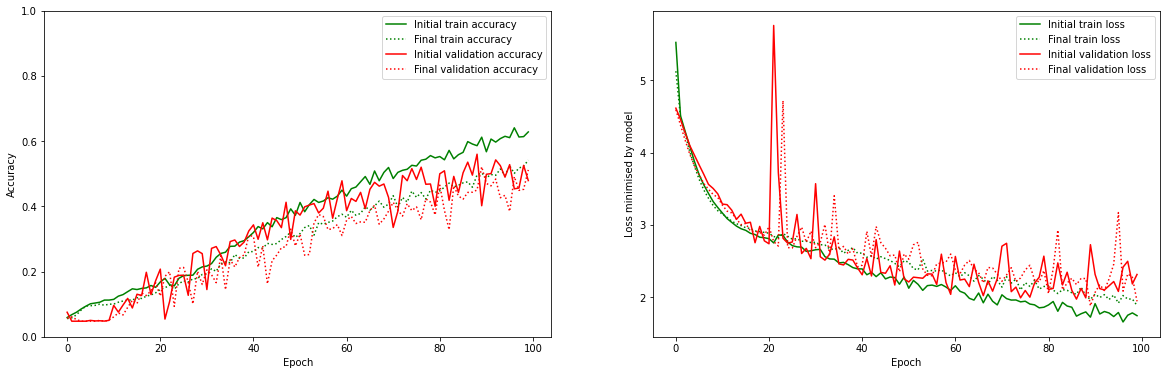 1.0
0.8
0.6
0.4
0.2
0.0
Accuracy
0
20
40
60
80
100
Epoch
Initial train accuracy
Final train accuracy
Initial validation accuracy
Final validation accuracy
5
4
3
2
Loss minimised by model
0
20
40
60
80
100
Epoch
Initial train loss
Final train loss
Initial validation loss
Final validation loss